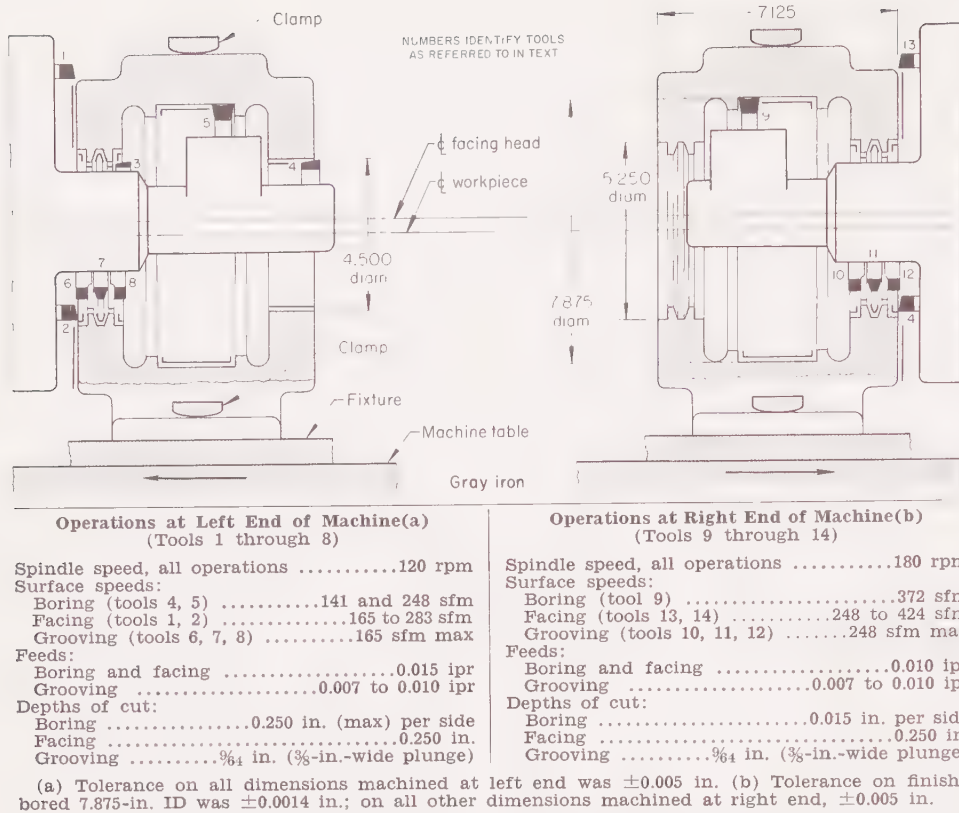 Clamp
NUMBERS IDENTIFY TOOLS
AS REFERRED TO IN TEXT
7125
1
13
5
9
3
4
℄ facing head
℄ workpiece
5.250
diam
4.500
diam
7.875
diam
7
6
8
2
11
10
12
4
Clamp
Fixture
Machine table
Gray iron
Operations at Left End of Machine(a)
(Tools 1 through 8)
Spindle speed, all operations ...........120 rpm
Surface speeds:
Boring (tools 4, 5) ............141 and 248 sfm
Facing (tools 1, 2) ..............165 to 283 sfm
Grooving (tools 6, 7, 8) ..........165 sfm max
Feeds:
Boring and facing ....................0.015 ipr
Grooving ...................0.007 to 0.010 ipr
Depths of cut:
Boring ...............0.250 in. (max) per side
Facing .................................0.250 in.
Grooving ..........9⁄64 in. (3⁄8-in.-wide plunge)
Operations at Right End of Machine(b)
(Tools 9 through 14)
Spindle speed, all operations ...........180 rpm
Surface speeds:
Boring (tool 9) .........................372 sfm
Facing (tools 13, 14) ............248 to 424 sfm
Grooving (tools 10, 11, 12) .......248 sfm max
Feeds:
Boring and facing .....................0.010 ip
Grooving ...................0.007 to 0.010 ip
Depths of cut:
Boring .......................0.015 in. per sid
Facing .................................0.250 in
Grooving ..........9⁄64 in. (3⁄8-in.-wide plunge
(a) Tolerance on all dimensions machined at left end was ±0.005 in. (b) Tolerance on finish
bored 7.875-in. ID was ±0.0014 in.; on all other dimensions machined at right end, ±0.005 in.